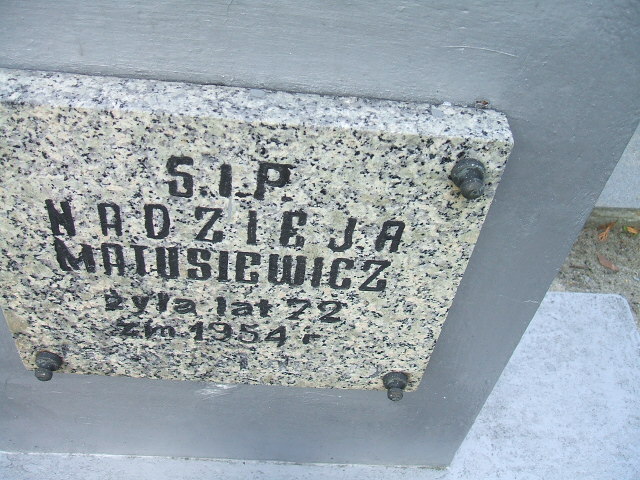 S.I.P.
NADZIEJA
MATUSIEWICZ
żyła lat 72
zm. 1954 r